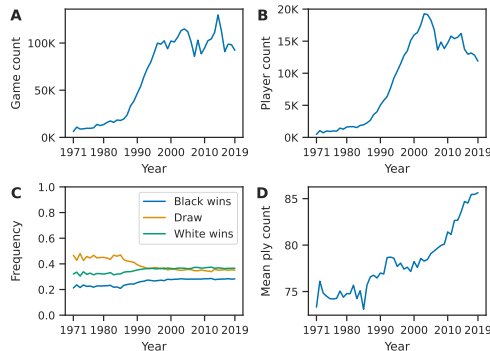 A
Game count
100K
50K
0K
1971 1980 1990 2000 2010 2019
Year
B
Player count
20K
15K
10K
5K
0K
1971 1980 1990 2000 2010 2019
Year
C
Frequency
1.0
0.8
0.6
0.4
0.2
0.0
Black wins
Draw
White wins
1971 1980 1990 2000 2010 2019
Year
D
Mean ply count
85
80
75
1971 1980 1990 2000 2010 2019
Year